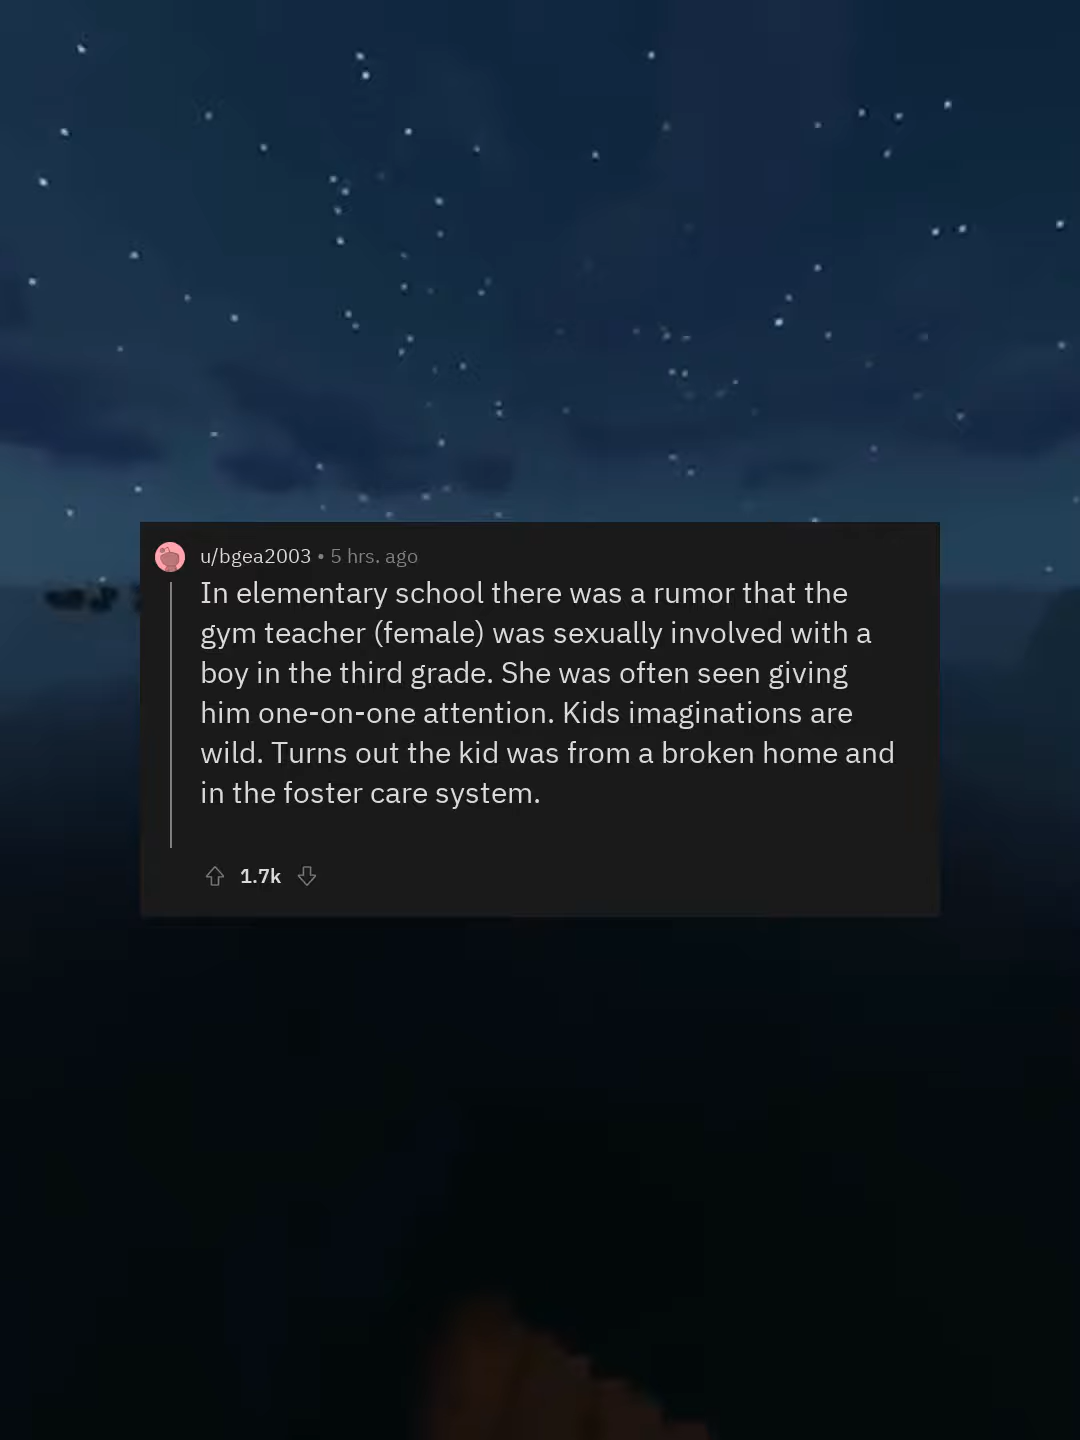 u/bgea2003 • 5 hrs. ago
In elementary school there was a rumor that the
gym teacher (female) was sexually involved with a
boy in the third grade. She was often seen giving
him one-on-one attention. Kids imaginations are
wild. Turns out the kid was from a broken home and
in the foster care system.
1.7k